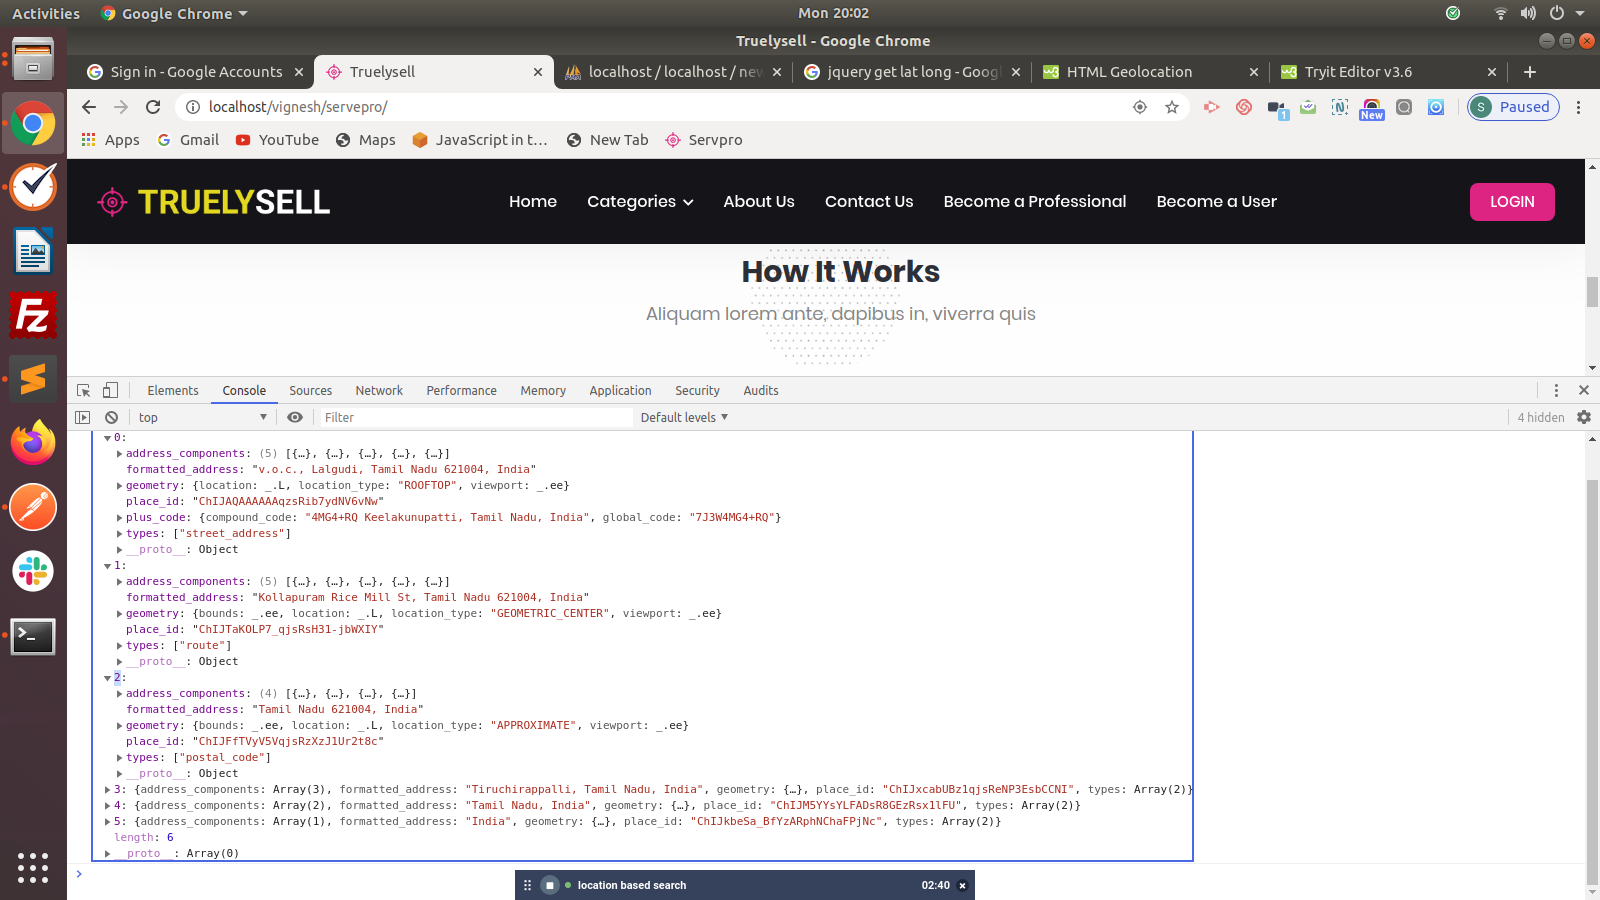 Activities Google Chrome Mon 20:02
Truelysell - Google Chrome
Sign in - Google Accounts Truelysell localhost / localhost / new jquery get lat long - Googl HTML Geolocation Tryit Editor v3.6
localhost/vignesh/servepro/ 1 New S Paused
Apps Gmail YouTube Maps JavaScript in t... New Tab Servpro
TRUELYSELL Home Categories About Us Contact Us Become a Professional Become a User LOGIN
How It Works
Aliquam lorem ante, dapibus in, viverra quis
Elements Console Sources Network Performance Memory Application Security Audits
top Filter Default levels 4 hidden
0:
address_components: (5) [{…}, {…}, {…}, {…}, {…}]
formatted_address: "v.o.c., Lalgudi, Tamil Nadu 621004, India"
geometry: {location: _.L, location_type: "ROOFTOP", viewport: _.ee}
place_id: "ChIJAQAAAAAAqzsRib7ydNV6vNw"
plus_code: {compound_code: "4MG4+RQ Keelakunupatti, Tamil Nadu, India", global_code: "7J3W4MG4+RQ"}
types: ["street_address"]
__proto__: Object
1:
address_components: (5) [{…}, {…}, {…}, {…}, {…}]
formatted_address: "Kollapuram Rice Mill St, Tamil Nadu 621004, India"
geometry: {bounds: _.ee, location: _.L, location_type: "GEOMETRIC_CENTER", viewport: _.ee}
place_id: "ChIJTaKOLP7_qjsRsH31-jbWXIY"
types: ["route"]
__proto__: Object
2:
address_components: (4) [{…}, {…}, {…}, {…}]
formatted_address: "Tamil Nadu 621004, India"
geometry: {bounds: _.ee, location: _.L, location_type: "APPROXIMATE", viewport: _.ee}
place_id: "ChIJFfTVyV5VqjsRzXzJ1Ur2t8c"
types: ["postal_code"]
__proto__: Object
3: {address_components: Array(3), formatted_address: "Tiruchirappalli, Tamil Nadu, India", geometry: {…}, place_id: "ChIJxcabUBz1qjsReNP3EsbCCNI", types: Array(2)}
4: {address_components: Array(2), formatted_address: "Tamil Nadu, India", geometry: {…}, place_id: "ChIJM5YYsYLFADsR8GEzRsx1lFU", types: Array(2)}
5: {address_components: Array(1), formatted_address: "India", geometry: {…}, place_id: "ChIJkbeSa_BfYzARphNChaFPjNc", types: Array(2)}
length: 6
__proto__: Array(0)
location based search 02:40